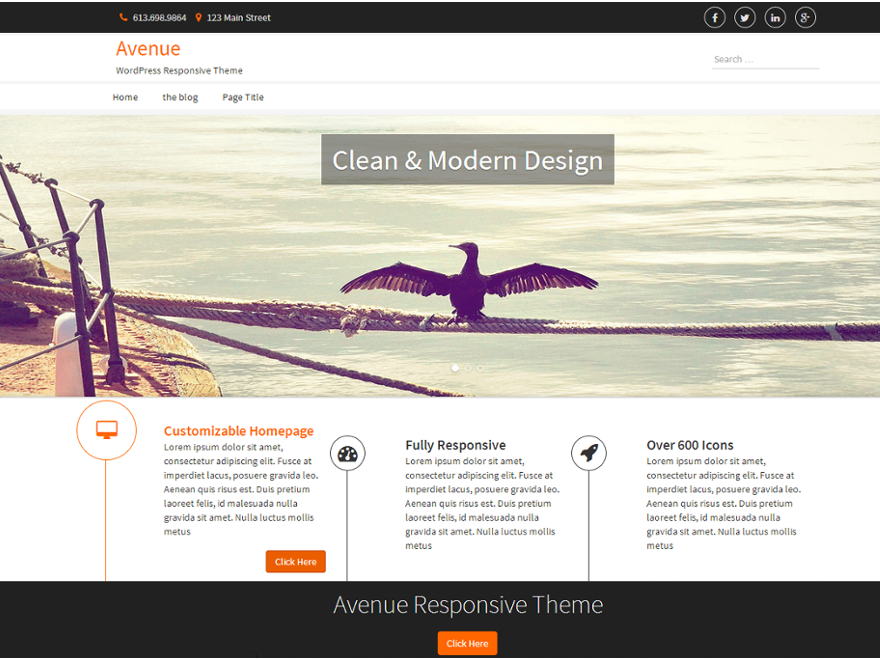 613.698.9864 123 Main Street
Avenue
WordPress Responsive Theme
Search ...
Home the blog Page Title
Clean & Modern Design
Customizable Homepage
Lorem ipsum dolor sit amet,
consectetur adipiscing elit. Fusce at
imperdiet lacus, posuere gravida leo.
Aenean quis risus est. Duis pretium
laoreet felis, id malesuada nulla
gravida sit amet. Nulla luctus mollis
metus
Click Here
Fully Responsive
Lorem ipsum dolor sit amet,
consectetur adipiscing elit. Fusce at
imperdiet lacus, posuere gravida leo.
Aenean quis risus est. Duis pretium
laoreet felis, id malesuada nulla
gravida sit amet. Nulla luctus mollis
metus
Over 600 Icons
Lorem ipsum dolor sit amet,
consectetur adipiscing elit. Fusce at
imperdiet lacus, posuere gravida leo.
Aenean quis risus est. Duis pretium
laoreet felis, id malesuada nulla
gravida sit amet. Nulla luctus mollis
metus
Avenue Responsive Theme
Click Here